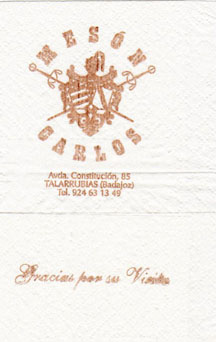 MESÓN
CARLOS
Avda. Constitución, 85
TALARRUBIAS (Badajoz)
Tel. 924 63 13 49
Gracias por su Visita